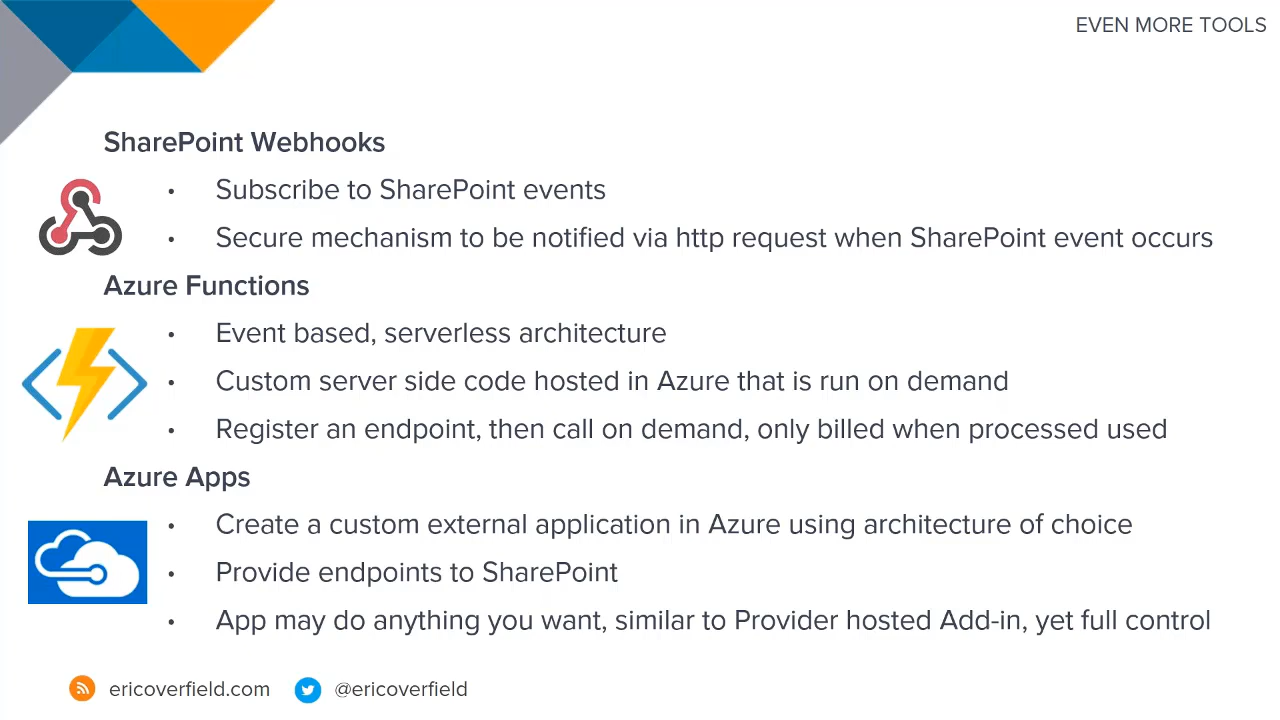 EVEN MORE TOOLS
SharePoint Webhooks
• Subscribe to SharePoint events
• Secure mechanism to be notified via http request when SharePoint event occurs
Azure Functions
• Event based, serverless architecture
• Custom server side code hosted in Azure that is run on demand
• Register an endpoint, then call on demand, only billed when processed used
Azure Apps
• Create a custom external application in Azure using architecture of choice
• Provide endpoints to SharePoint
• App may do anything you want, similar to Provider hosted Add-in, yet full control
ericoverfield.com @ericoverfield